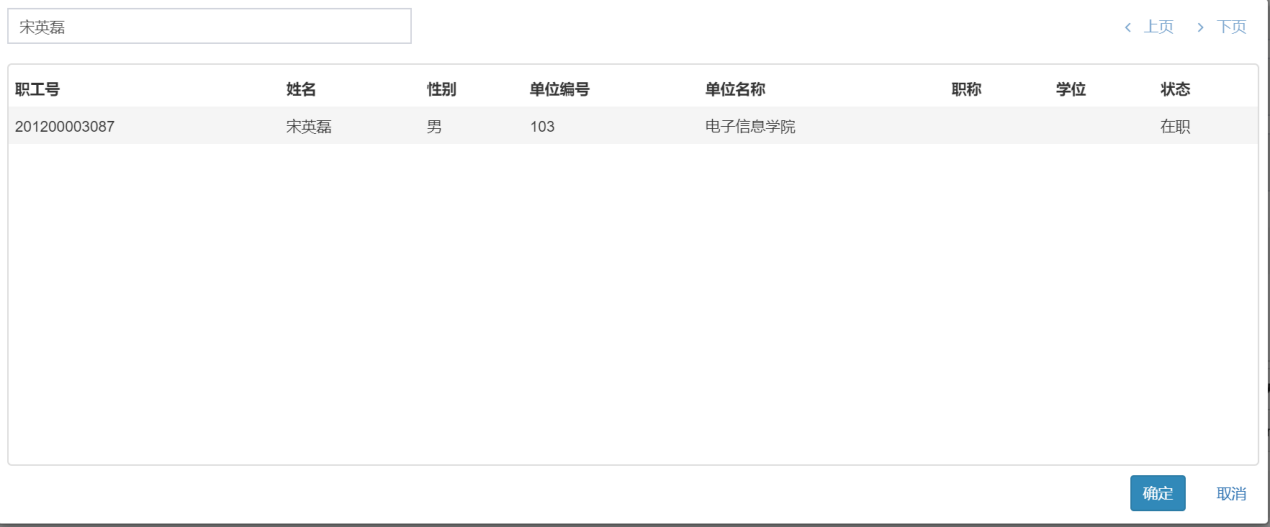 宋英磊
上页 下页
职工号 姓名 性别 单位编号 单位名称 职称 学位 状态
201200003087 宋英磊 男 103 电子信息学院 在职
确定 取消